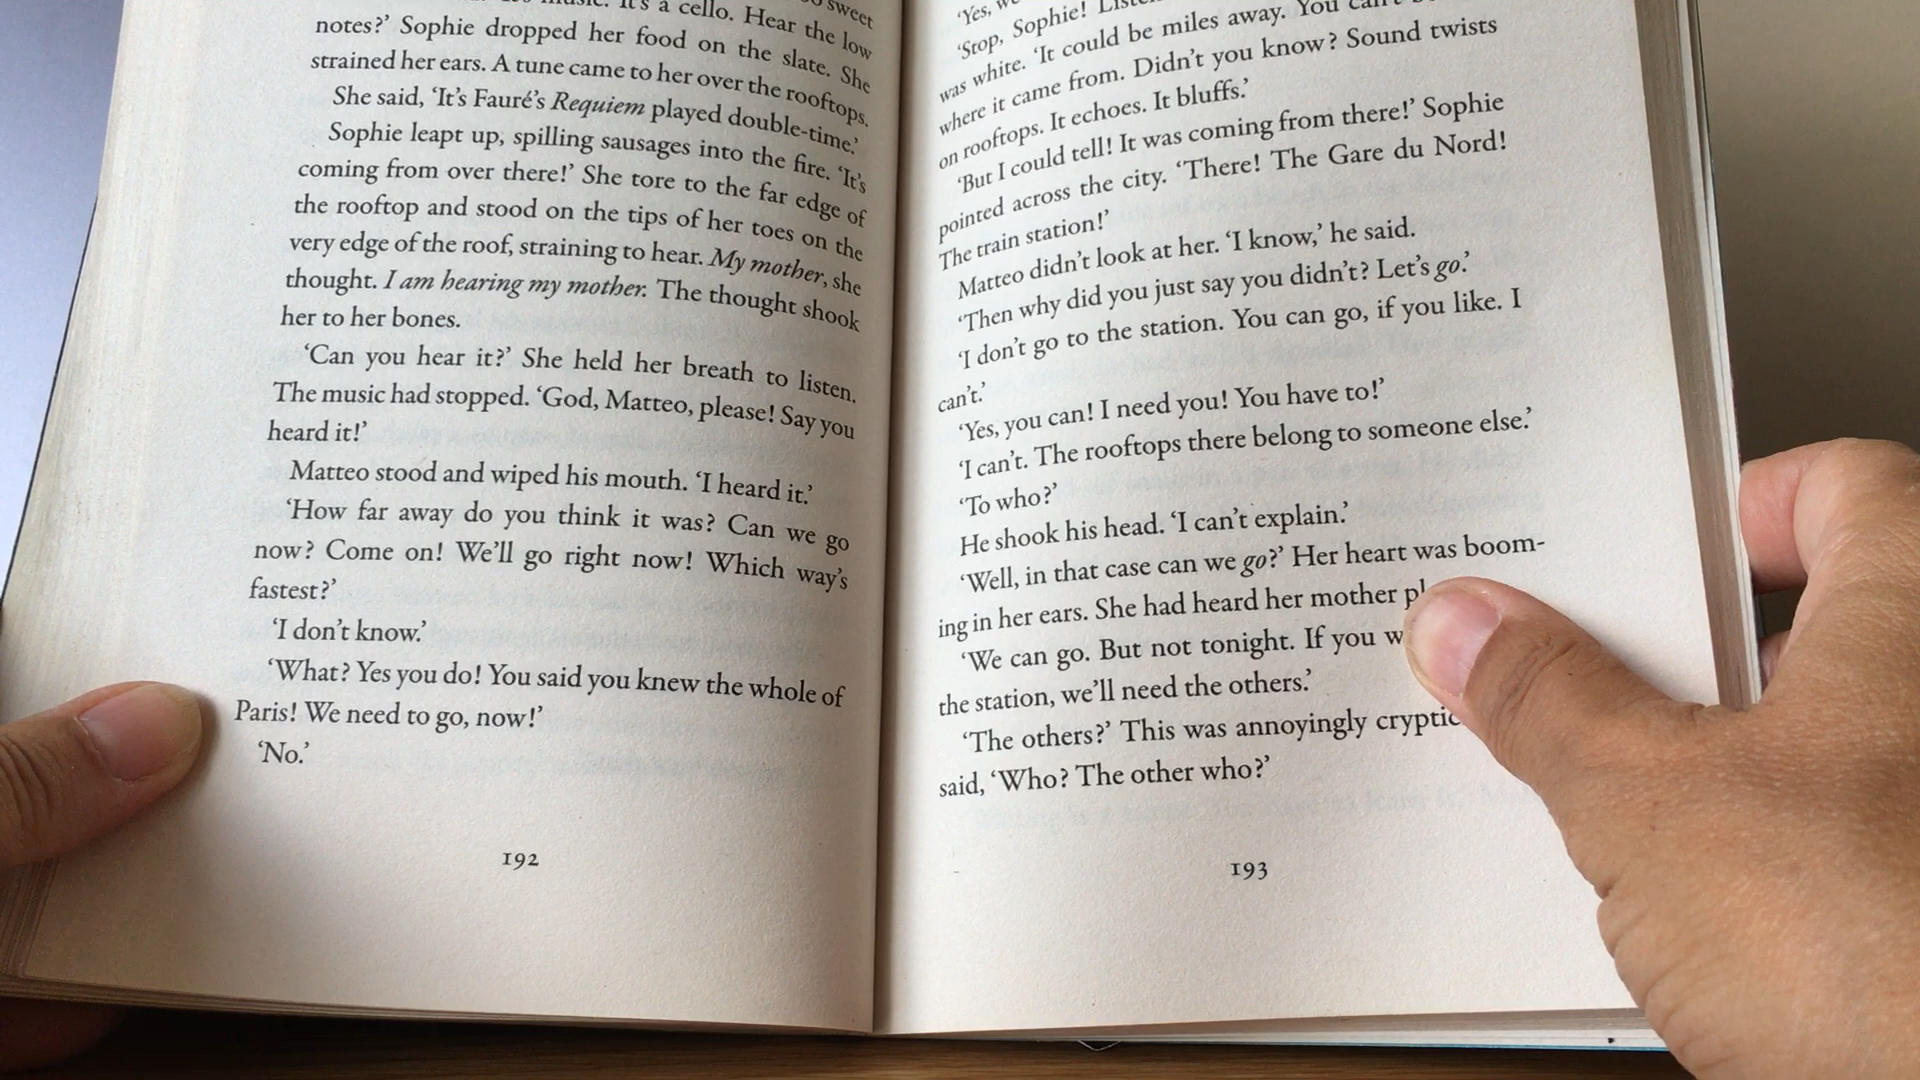 music. It's a cello. Hear the low
sweet
notes?' Sophie dropped her food on the slate. She
strained her ears. A tune came to her over the rooftops.
She said, 'It's Fauré's Requiem played double-time.'
Sophie leapt up, spilling sausages into the fire. 'It's
coming from over there!' She tore to the far edge of
the rooftop and stood on the tips of her toes on the
very edge of the roof, straining to hear. My mother, she
thought. I am hearing my mother. The thought shook
her to her bones.
'Can you hear it?' She held her breath to listen.
The music had stopped. 'God, Matteo, please! Say you
heard it!'
Matteo stood and wiped his mouth. 'I heard it.'
'How far away do you think it was? Can we go
now? Come on! We'll go right now! Which way's
fastest?'
'I don't know.'
'What? Yes you do! You said you knew the whole of
Paris! We need to go, now!'
'No.'
192
'Yes,
'Stop, Sophie!
was white. 'It could be miles away. You
where it came from. Didn't you know? Sound twists
on rooftops. It echoes. It bluffs.'
'But I could tell! It was coming from there!' Sophie
pointed across the city. 'There! The Gare du Nord!
The train station!'
Matteo didn't look at her. 'I know,' he said.
'Then why did you just say you didn't? Let's go.'
'I don't go to the station. You can go, if you like. I
can't.'
'Yes, you can! I need you! You have to!'
'I can't. The rooftops there belong to someone else.'
'To who?'
He shook his head. 'I can't explain.'
'Well, in that case can we go?' Her heart was boom-
ing in her ears. She had heard her mother
'We can go. But not tonight. If you
the station, we'll need the others.'
'The others?' This was annoyingly cryptic
said, 'Who? The other who?'
193